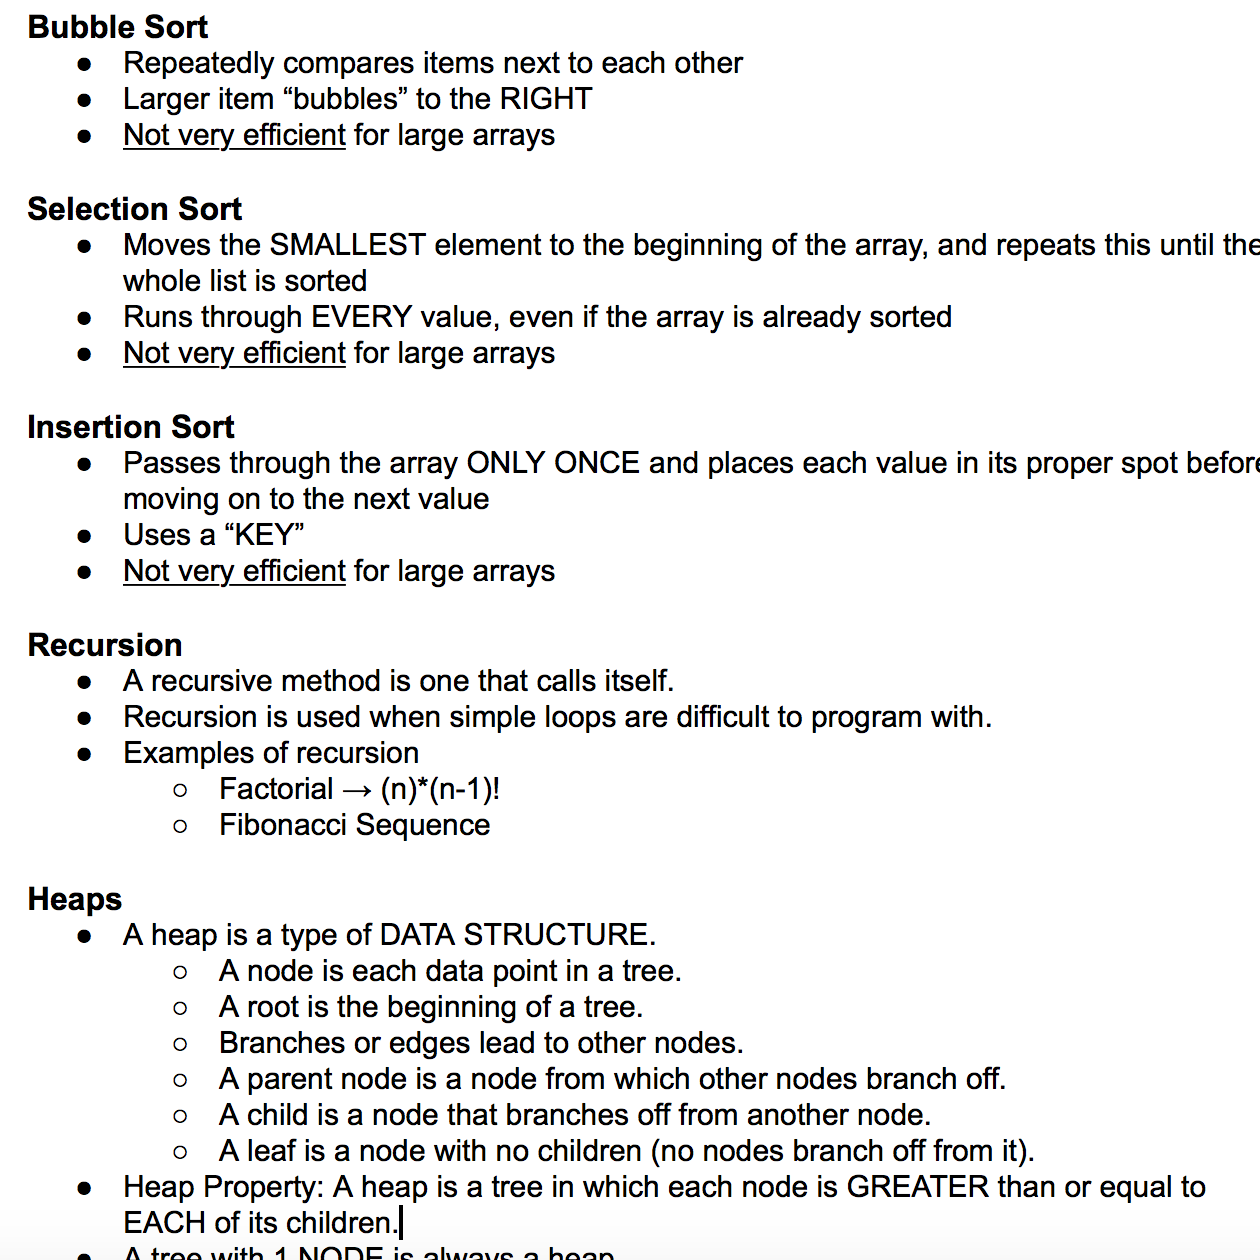 Bubble Sort
● Repeatedly compares items next to each other
● Larger item “bubbles” to the RIGHT
● Not very efficient for large arrays
Selection Sort
● Moves the SMALLEST element to the beginning of the array, and repeats this until the
whole list is sorted
● Runs through EVERY value, even if the array is already sorted
● Not very efficient for large arrays
Insertion Sort
● Passes through the array ONLY ONCE and places each value in its proper spot before
moving on to the next value
● Uses a “KEY”
● Not very efficient for large arrays
Recursion
● A recursive method is one that calls itself.
● Recursion is used when simple loops are difficult to program with.
● Examples of recursion
○ Factorial → (n)*(n-1)!
○ Fibonacci Sequence
Heaps
● A heap is a type of DATA STRUCTURE.
○ A node is each data point in a tree.
○ A root is the beginning of a tree.
○ Branches or edges lead to other nodes.
○ A parent node is a node from which other nodes branch off.
○ A child is a node that branches off from another node.
○ A leaf is a node with no children (no nodes branch off from it).
● Heap Property: A heap is a tree in which each node is GREATER than or equal to
EACH of its children.
● A tree with 1 NODE is always a heap